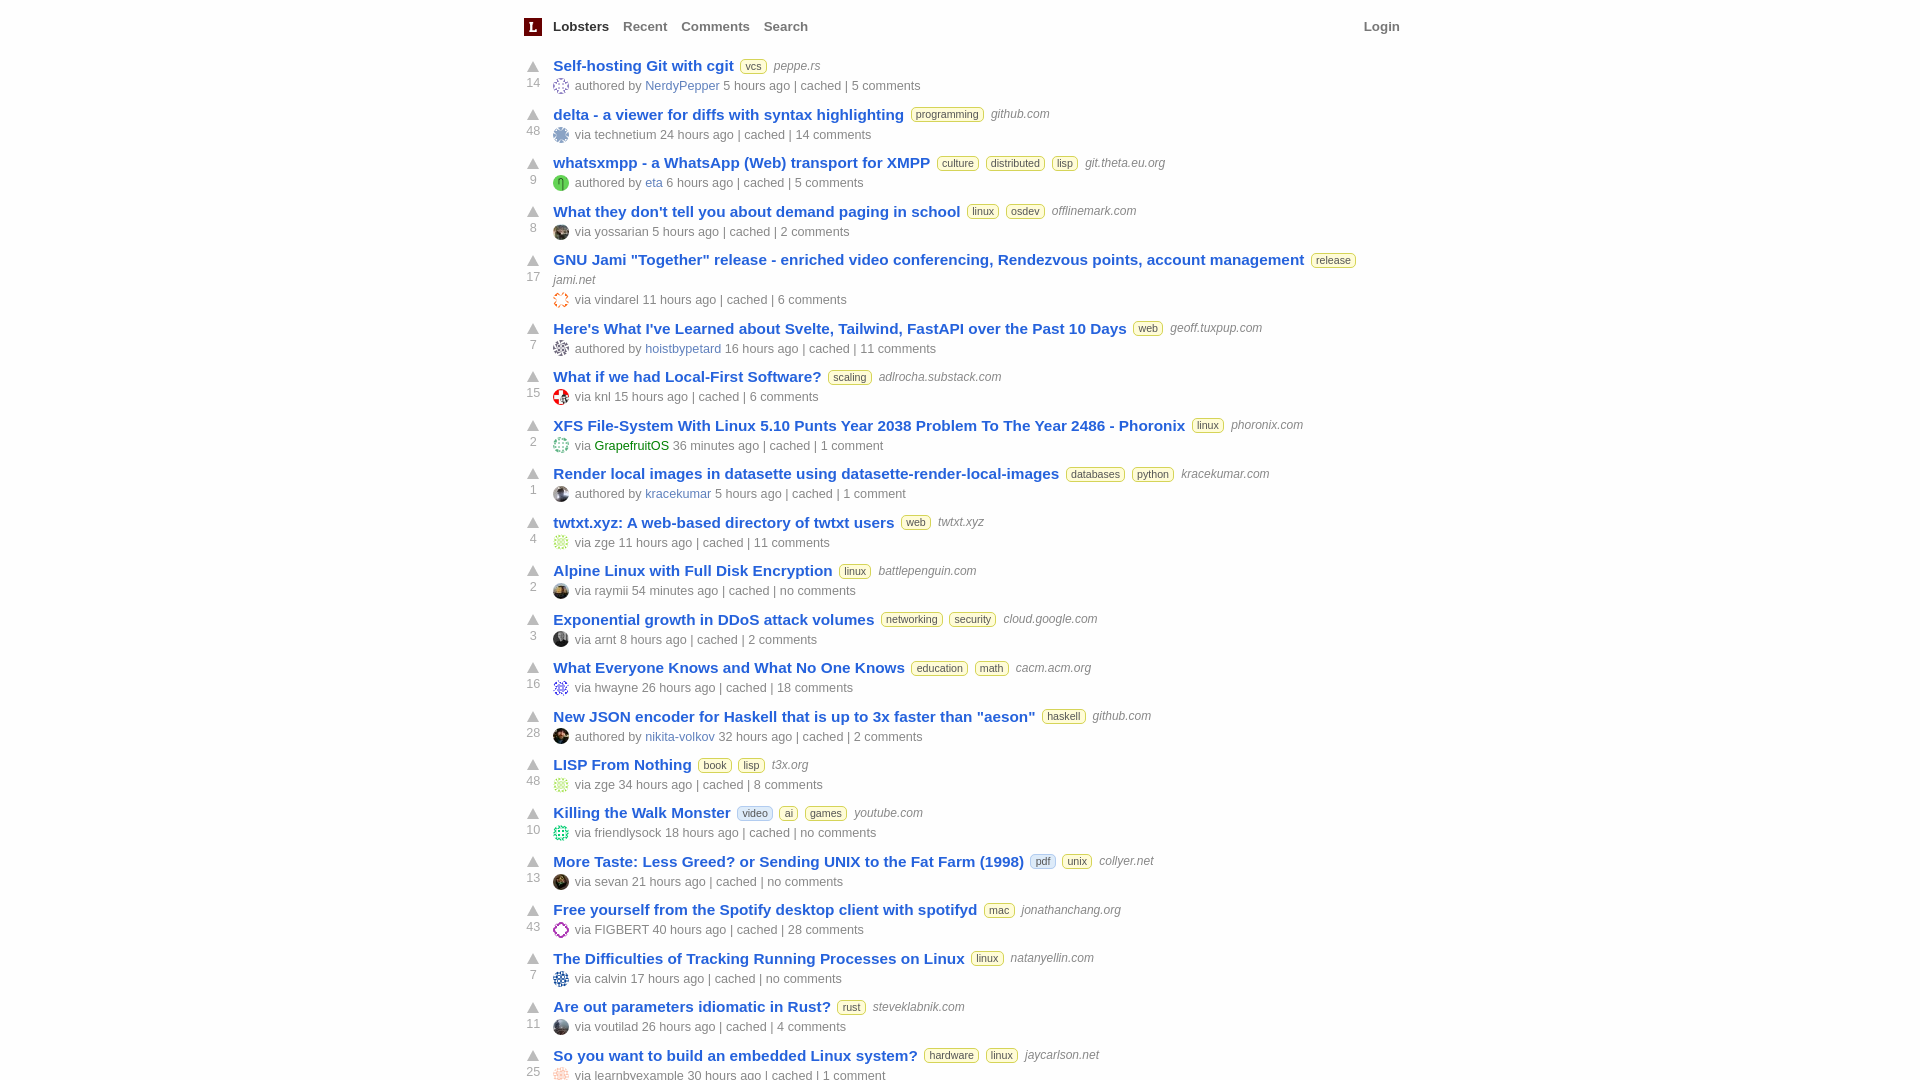 L Lobsters Recent Comments Search Login
Self-hosting Git with cgit vcs peppe.rs
14
authored by NerdyPepper 5 hours ago | cached | 5 comments
delta - a viewer for diffs with syntax highlighting programming github.com
48
via technetium 24 hours ago | cached | 14 comments
whatsxmpp - a WhatsApp (Web) transport for XMPP culture distributed lisp git.theta.eu.org
9
authored by eta 6 hours ago | cached | 5 comments
What they don't tell you about demand paging in school linux osdev offlinemark.com
8
via yossarian 5 hours ago | cached | 2 comments
GNU Jami "Together" release - enriched video conferencing, Rendezvous points, account management release
17
jami.net
via vindarel 11 hours ago | cached | 6 comments
Here's What I've Learned about Svelte, Tailwind, FastAPI over the Past 10 Days web geoff.tuxpup.com
7
authored by hoistbypetard 16 hours ago | cached | 11 comments
What if we had Local-First Software? scaling adlrocha.substack.com
15
via knl 15 hours ago | cached | 6 comments
XFS File-System With Linux 5.10 Punts Year 2038 Problem To The Year 2486 - Phoronix linux phoronix.com
2
via GrapefruitOS 36 minutes ago | cached | 1 comment
Render local images in datasette using datasette-render-local-images databases python kracekumar.com
1
authored by kracekumar 5 hours ago | cached | 1 comment
twtxt.xyz: A web-based directory of twtxt users web twtxt.xyz
4
via zge 11 hours ago | cached | 11 comments
Alpine Linux with Full Disk Encryption linux battlepenguin.com
2
via raymii 54 minutes ago | cached | no comments
Exponential growth in DDoS attack volumes networking security cloud.google.com
3
via arnt 8 hours ago | cached | 2 comments
What Everyone Knows and What No One Knows education math cacm.acm.org
16
via hwayne 26 hours ago | cached | 18 comments
New JSON encoder for Haskell that is up to 3x faster than "aeson" haskell github.com
28
authored by nikita-volkov 32 hours ago | cached | 2 comments
LISP From Nothing book lisp t3x.org
48
via zge 34 hours ago | cached | 8 comments
Killing the Walk Monster video ai games youtube.com
10
via friendlysock 18 hours ago | cached | no comments
More Taste: Less Greed? or Sending UNIX to the Fat Farm (1998) pdf unix collyer.net
13
via sevan 21 hours ago | cached | no comments
Free yourself from the Spotify desktop client with spotifyd mac jonathanchang.org
43
via FIGBERT 40 hours ago | cached | 28 comments
The Difficulties of Tracking Running Processes on Linux linux natanyellin.com
7
via calvin 17 hours ago | cached | no comments
Are out parameters idiomatic in Rust? rust steveklabnik.com
11
via voutilad 26 hours ago | cached | 4 comments
So you want to build an embedded Linux system? hardware linux jaycarlson.net
25
via learnbyexample 30 hours ago | cached | 1 comment